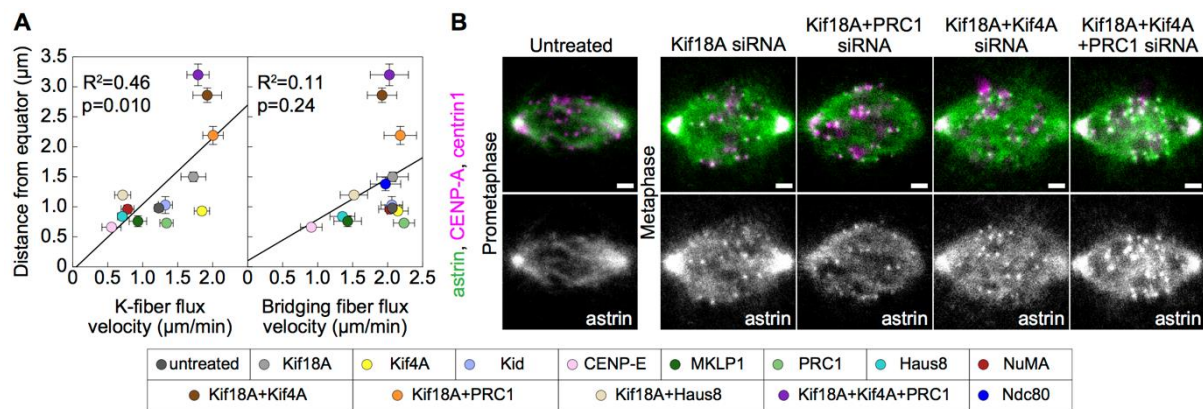 A
Distance from equator (μm)
3.5
3.0
2.5
2.0
1.5
1.0
0.5
0
R²=0.46
p=0.010
R²=0.11
p=0.24
0 0.5 1.0 1.5 2.0
0 0.5 1.0 1.5 2.0 2.5
K-fiber flux
velocity (μm/min)
Bridging fiber flux
velocity (μm/min)
B
astrin, CENP-A, centrin1
Untreated
Prometaphase
astrin
Metaphase
Kif18A siRNA
astrin
Kif18A+PRC1
siRNA
astrin
Kif18A+Kif4A
siRNA
astrin
Kif18A+Kif4A
+PRC1 siRNA
astrin
untreated Kif18A Kif4A Kid CENP-E MKLP1 PRC1 Haus8 NuMA
Kif18A+Kif4A Kif18A+PRC1 Kif18A+Haus8 Kif18A+Kif4A+PRC1 Ndc80